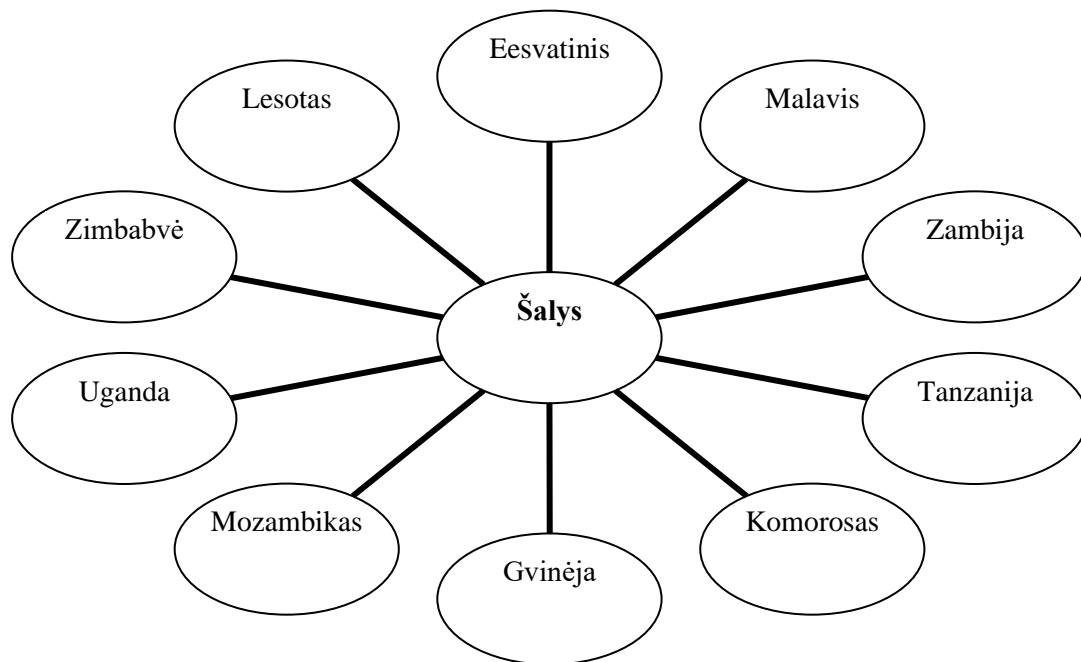 Eesvatinis
Lesotas
Malavis
Zimbabvė
Zambija
Šalys
Uganda
Tanzanija
Mozambikas
Komorosas
Gvinėja